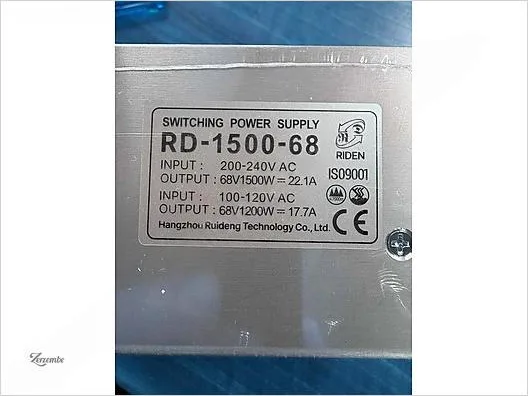 SWITCHING POWER SUPPLY
RD-1500-68
RIDEN
INPUT : 200-240V AC
ISO9001
OUTPUT : 68V1500W = 22.1A
INPUT : 100-120V AC
OUTPUT : 68V1200W = 17.7A
CE
Hangzhou Ruideng Technology Co., Ltd.